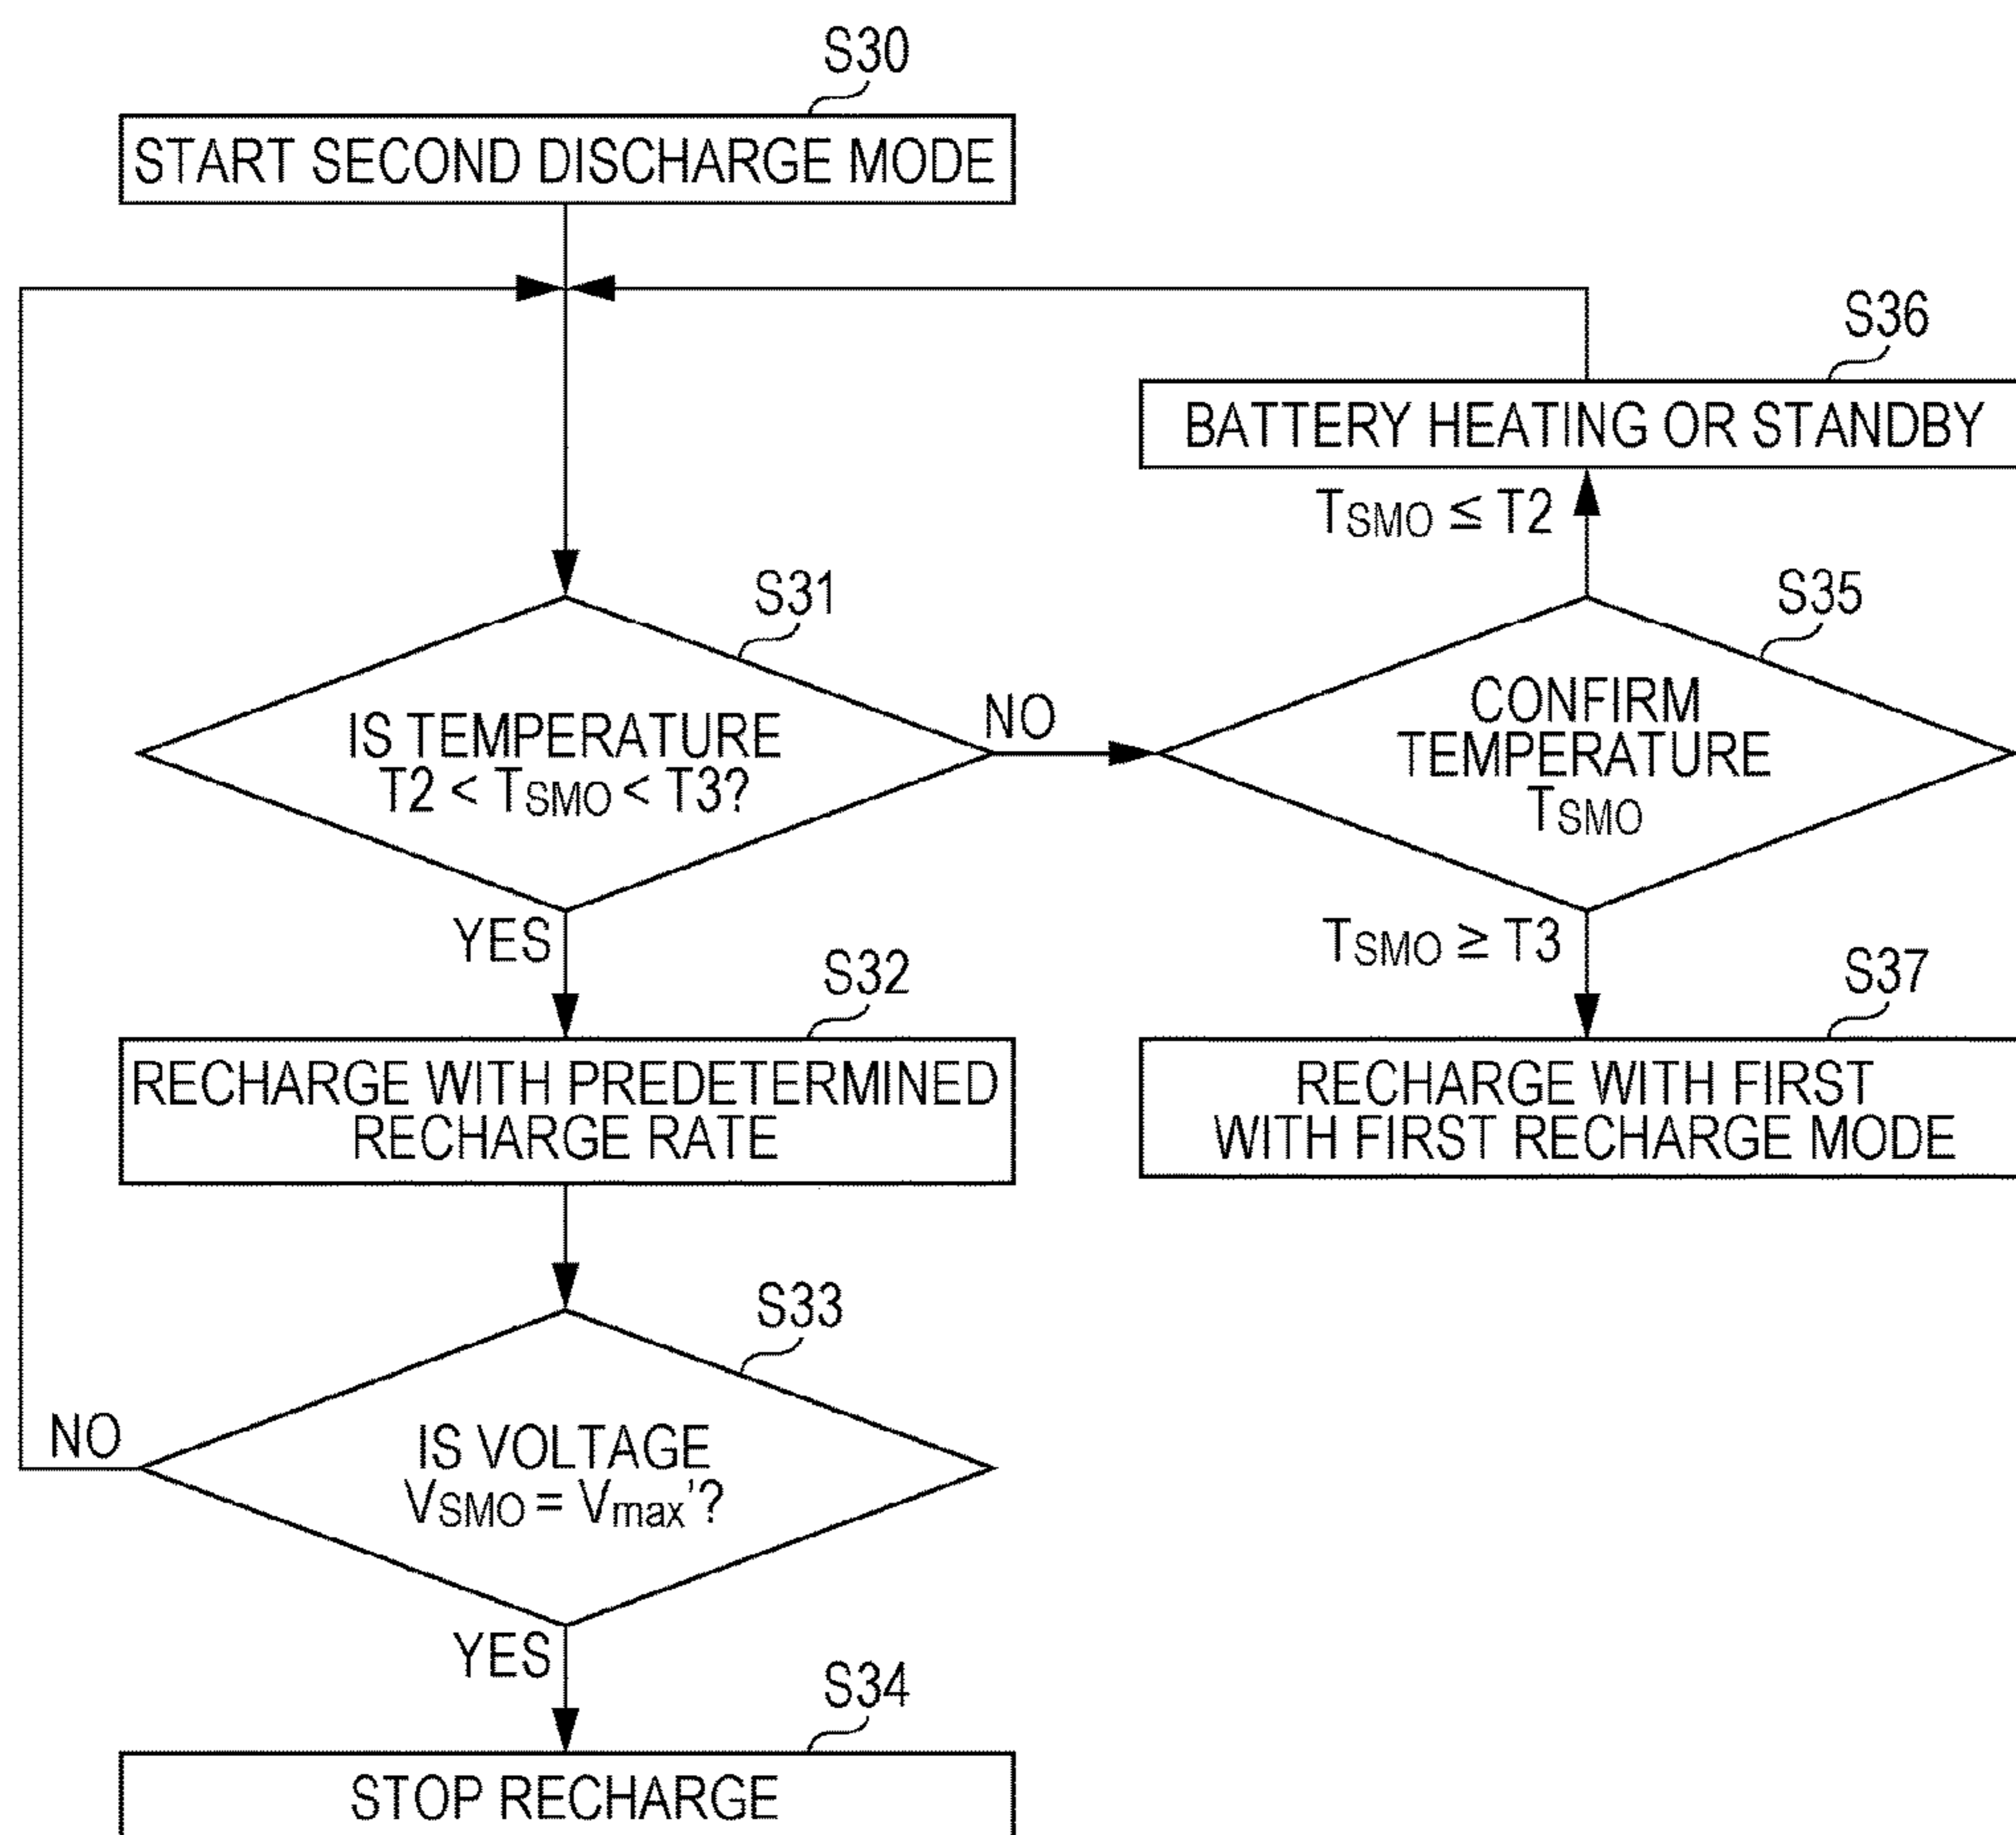 S30
START SECOND DISCHARGE MODE
S36
BATTERY HEATING OR STANDBY
TSMO ≤ T2
S31
S35
IS TEMPERATURE
T2 < TSMO < T3?
NO
CONFIRM
TEMPERATURE
TSMO
YES
TSMO ≥ T3
S32
S37
RECHARGE WITH PREDETERMINED
RECHARGE RATE
RECHARGE WITH FIRST
WITH FIRST RECHARGE MODE
S33
NO
IS VOLTAGE
VSMO = Vmax'?
YES
S34
STOP RECHARGE